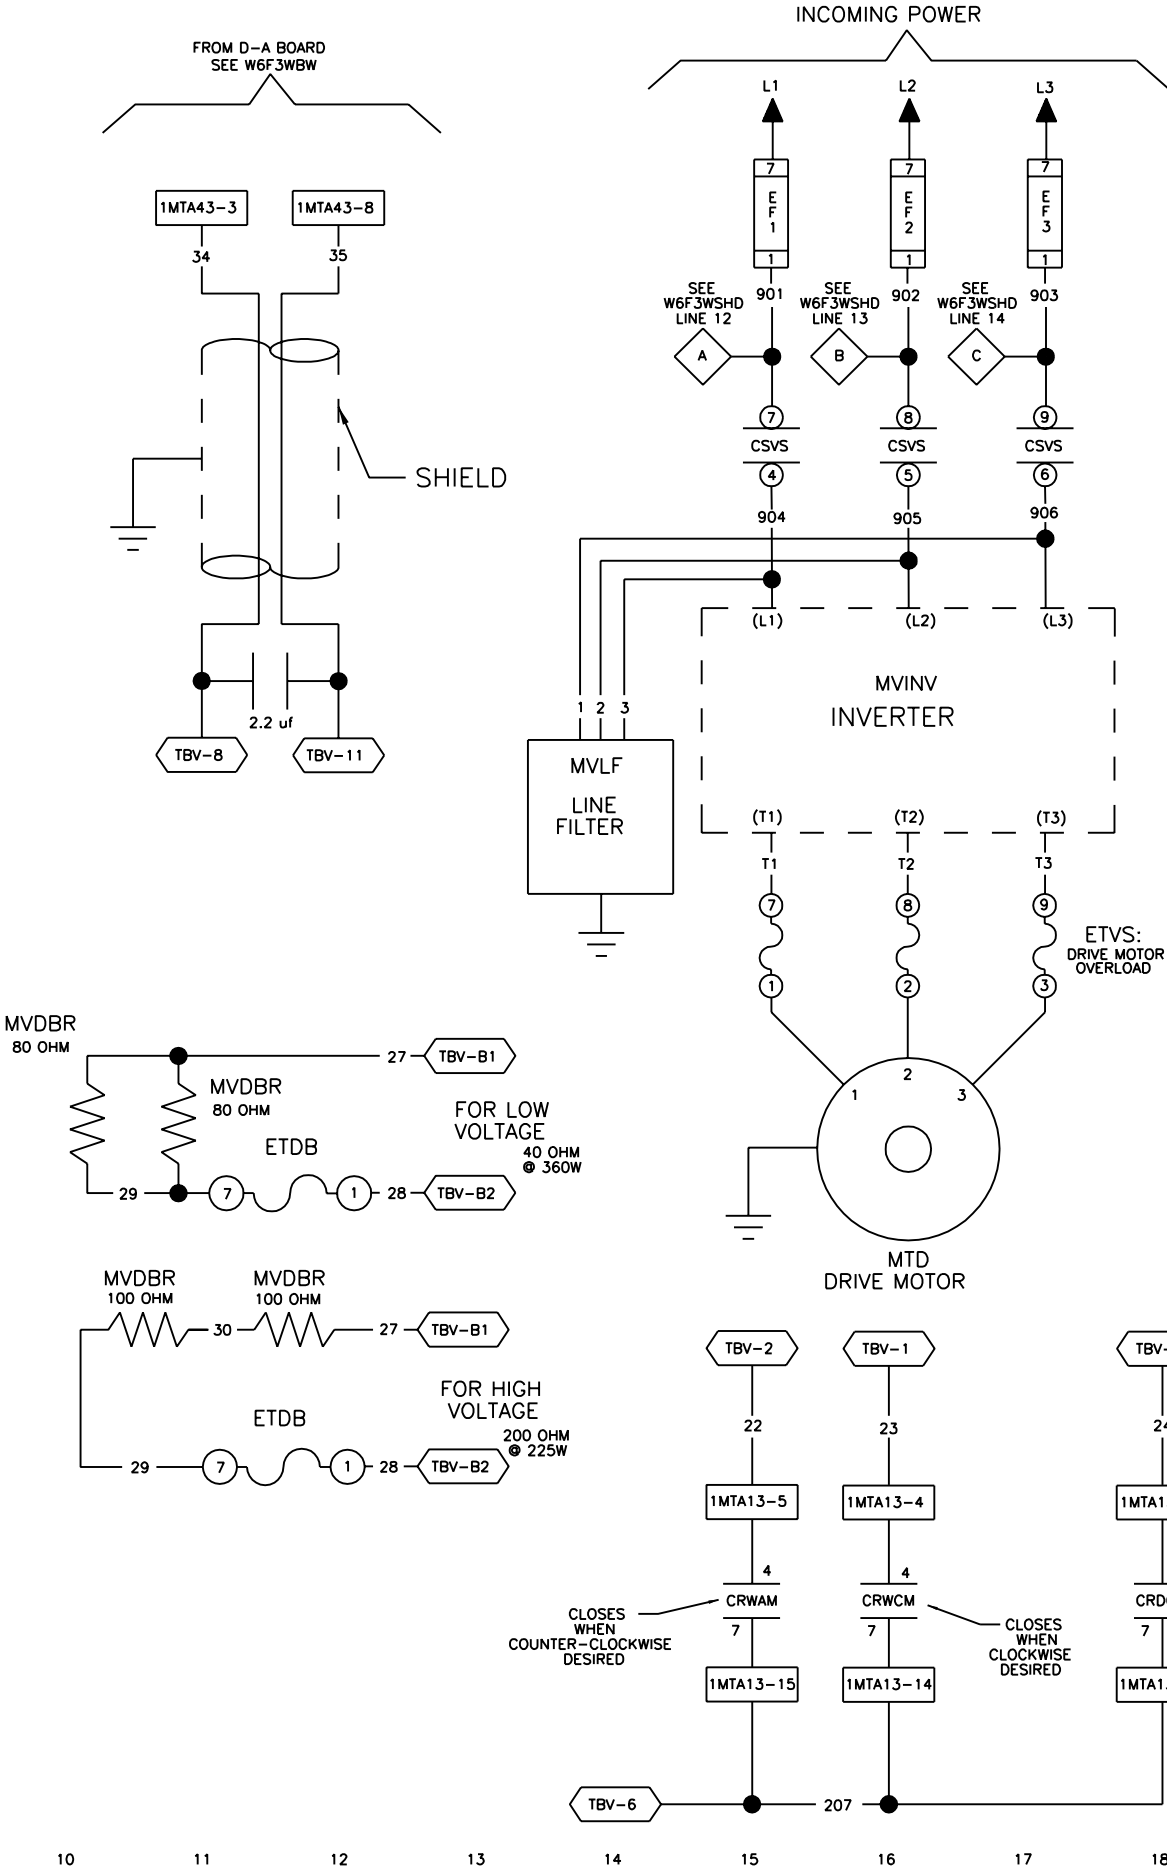 INCOMING POWER
FROM D-A BOARD
SEE W6F3WBW
L1
L2
L3
7
7
7
EF1
EF2
EF3
1
1
1
1MTA43-3
1MTA43-8
34
35
SEE
W6F3WSHD
LINE 12
901
SEE
W6F3WSHD
LINE 13
902
SEE
W6F3WSHD
LINE 14
903
A
B
C
7
8
9
CSVS
CSVS
CSVS
4
5
6
SHIELD
904
905
906
(L1)
(L2)
(L3)
MVINV
INVERTER
1 2 3
2.2 uf
TBV-8
TBV-11
MVLF
LINE
FILTER
(T1)
(T2)
(T3)
T1
T2
T3
7
8
9
ETVS:
DRIVE MOTOR
OVERLOAD
1
2
3
MVDBR
80 OHM
27
TBV-B1
MVDBR
80 OHM
FOR LOW
VOLTAGE
40 OHM
@ 360W
ETDB
29
7
1
28
TBV-B2
1
2
3
MTD
DRIVE MOTOR
MVDBR
100 OHM
MVDBR
100 OHM
30
27
TBV-B1
FOR HIGH
VOLTAGE
200 OHM
@ 225W
ETDB
29
7
1
28
TBV-B2
TBV-2
TBV-1
TBV-
22
23
24
1MTA13-5
1MTA13-4
1MTA1
4
4
CRWAM
CRWCM
CRD
7
7
7
CLOSES
WHEN
COUNTER-CLOCKWISE
DESIRED
CLOSES
WHEN
CLOCKWISE
DESIRED
1MTA13-15
1MTA13-14
1MTA1
TBV-6
207
10 11 12 13 14 15 16 17 18